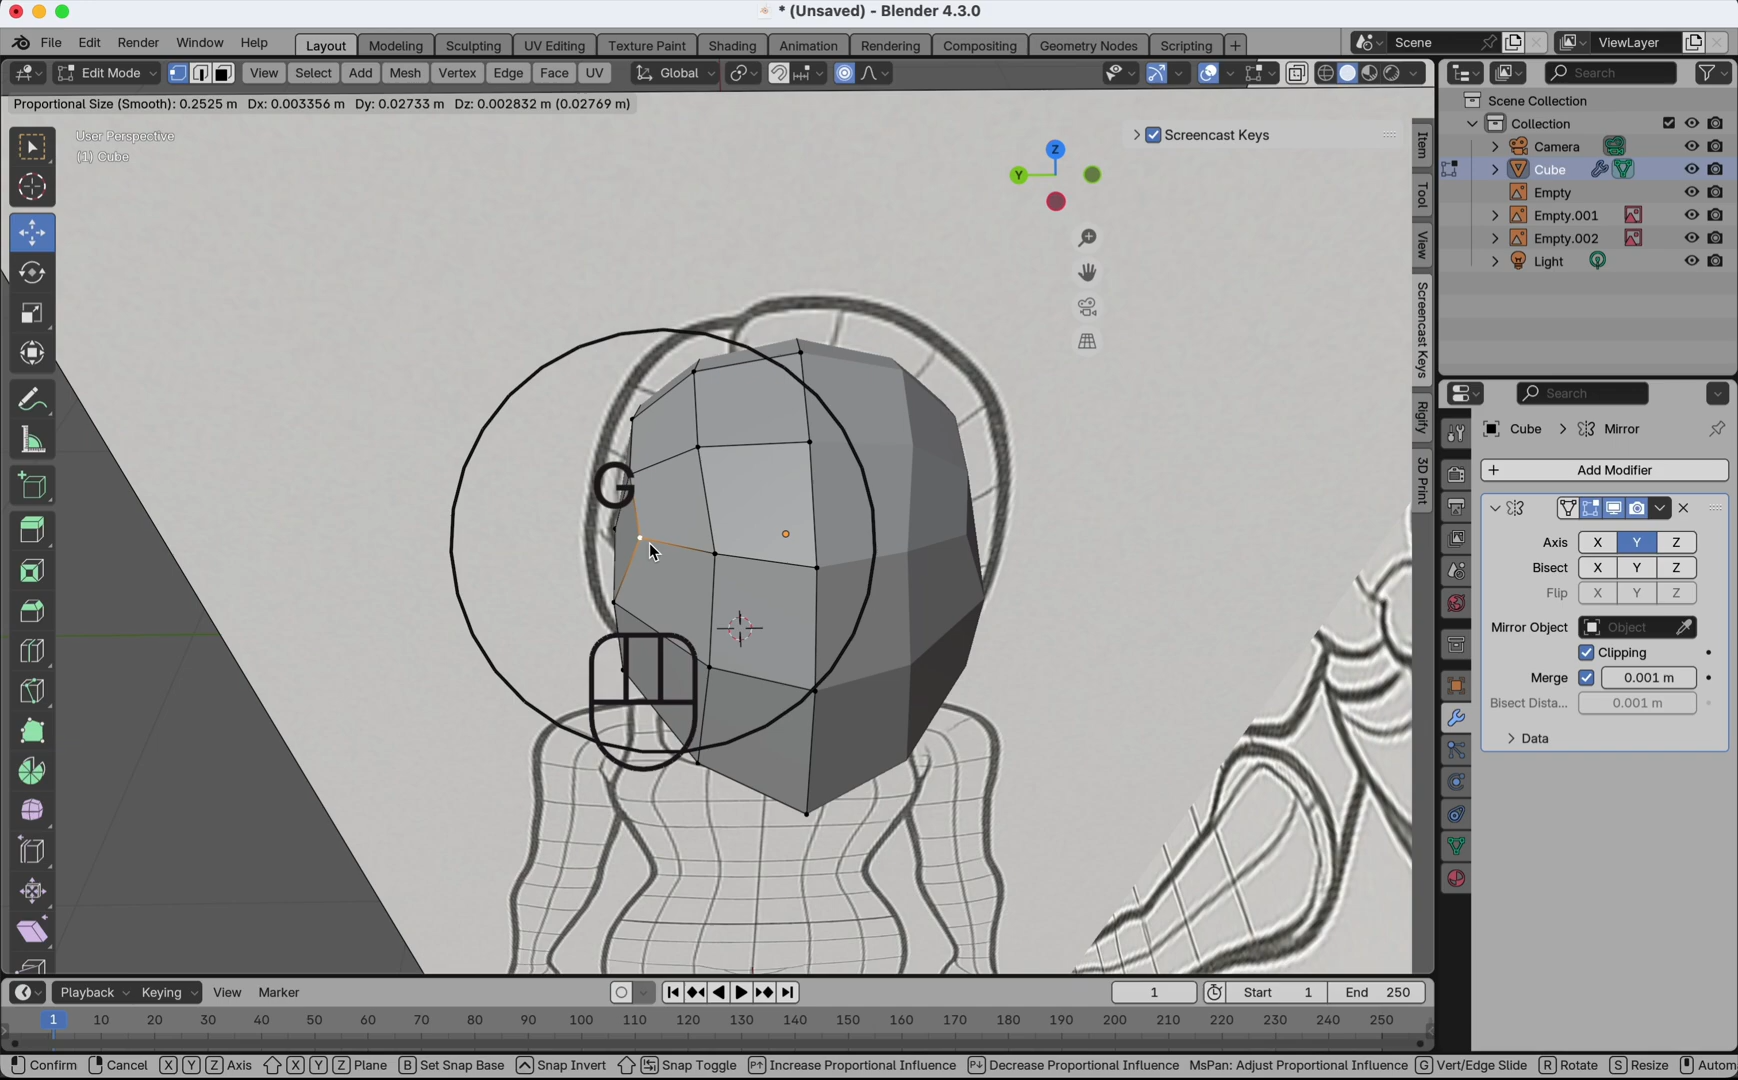 * (Unsaved) - Blender 4.3.0
File Edit Render Window Help Layout Modeling Sculpting UV Editing Texture Paint Shading Animation Rendering Compositing Geometry Nodes Scripting + Scene ViewLayer
Edit Mode View Select Add Mesh Vertex Edge Face UV Global Search
Proportional Size (Smooth): 0.2525 m Dx: 0.003356 m Dy: 0.02733 m Dz: 0.002832 m (0.02769 m)
User Perspective
(1) Cube
Screencast Keys
Z
Y
G
Item
Tool
View
Screencast Keys
Rigify
3D Print
Scene Collection
Collection
Camera
Cube
Empty
Empty.001
Empty.002
Light
Search
Cube Mirror
+ Add Modifier
Axis X Y Z
Bisect X Y Z
Flip X Y Z
Mirror Object Object
Clipping
Merge 0.001 m
Bisect Dista... 0.001 m
Data
Playback Keying View Marker 1 Start 1 End 250
1 10 20 30 40 50 60 70 80 90 100 110 120 130 140 150 160 170 180 190 200 210 220 230 240 250
Confirm Cancel X Y Z Axis X Y Z Plane B Set Snap Base Snap Invert Snap Toggle Increase Proportional Influence Decrease Proportional Influence MsPan: Adjust Proportional Influence G Vert/Edge Slide R Rotate S Resize Autom